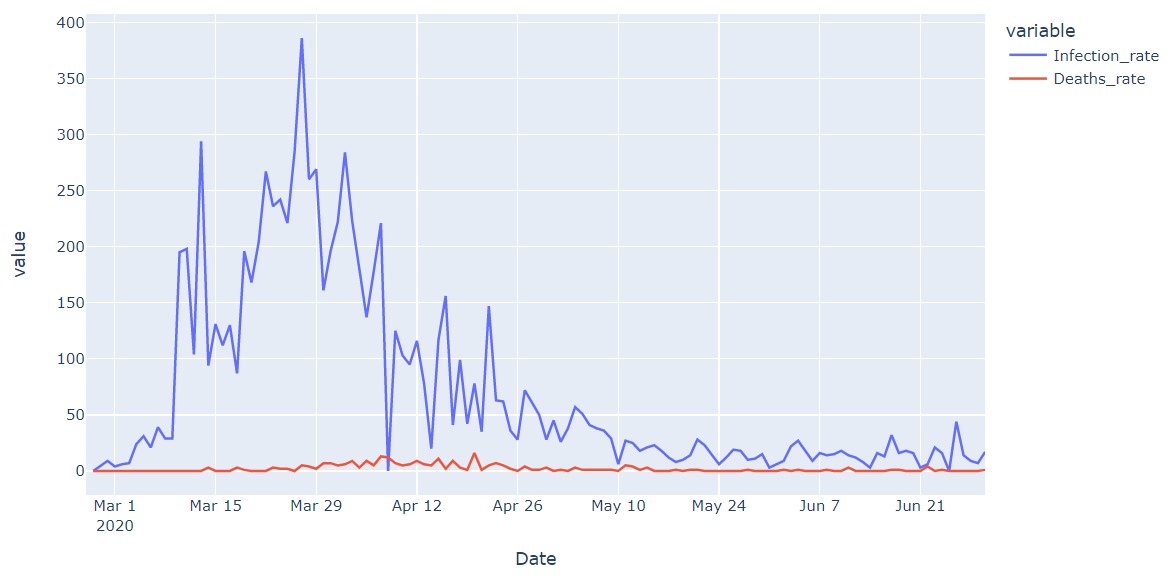 variable
Infection_rate
Deaths_rate
400
350
300
250
200
150
100
50
0
value
Mar 1 Mar 15 Mar 29 Apr 12 Apr 26 May 10 May 24 Jun 7 Jun 21
2020
Date